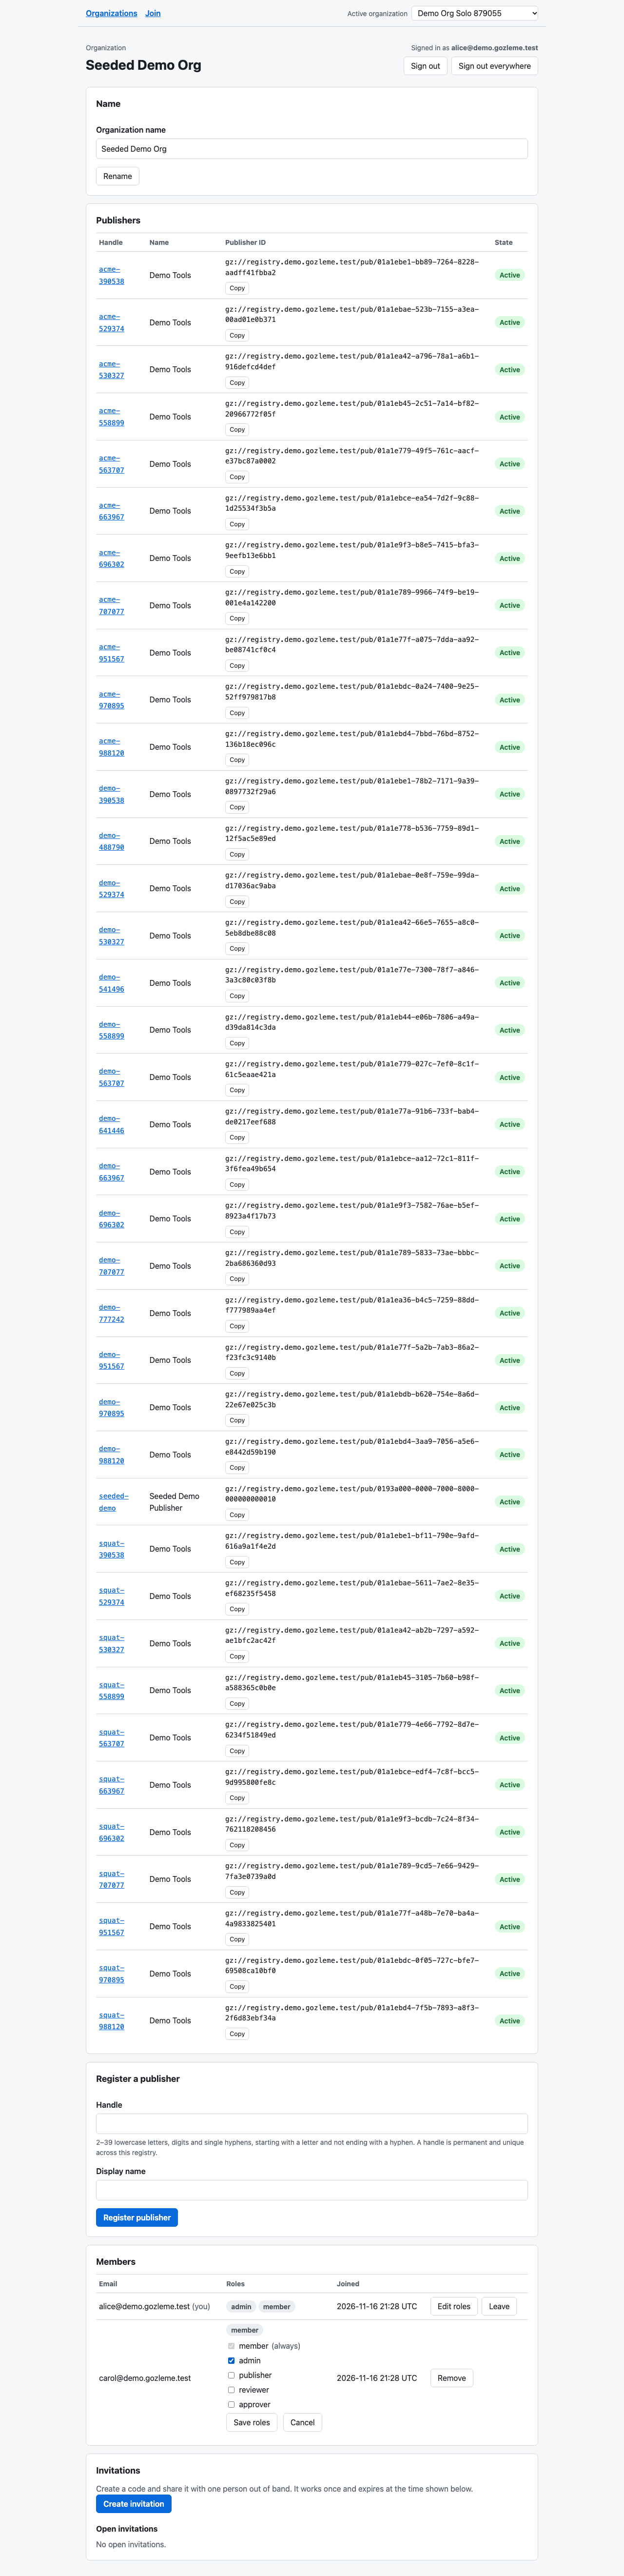 Organizations Join Active organization Demo Org Solo 879055
Organization Signed in as alice@demo.gozleme.test
Seeded Demo Org Sign out Sign out everywhere
Name
Organization name
Seeded Demo Org
Rename
Publishers
Handle Name Publisher ID State
acme-390538 Demo Tools gz://registry.demo.gozleme.test/pub/01a1ebe1-bb89-7264-8228-aadff41fbba2 Copy Active
acme-529374 Demo Tools gz://registry.demo.gozleme.test/pub/01a1ebae-523b-7155-a3ea-00ad01e0b371 Copy Active
acme-530327 Demo Tools gz://registry.demo.gozleme.test/pub/01a1ea42-a796-78a1-a6b1-916defcd4def Copy Active
acme-558899 Demo Tools gz://registry.demo.gozleme.test/pub/01a1eb45-2c51-7a14-bf82-20966772f05f Copy Active
acme-563707 Demo Tools gz://registry.demo.gozleme.test/pub/01a1e779-49f5-761c-aacf-e37bc87a0002 Copy Active
acme-663967 Demo Tools gz://registry.demo.gozleme.test/pub/01a1ebce-ea54-7d2f-9c88-1d25534f3b5a Copy Active
acme-696302 Demo Tools gz://registry.demo.gozleme.test/pub/01a1e9f3-b8e5-7415-bfa3-9eefb13e6bb1 Copy Active
acme-707077 Demo Tools gz://registry.demo.gozleme.test/pub/01a1e789-9966-74f9-be19-001e4a142200 Copy Active
acme-951567 Demo Tools gz://registry.demo.gozleme.test/pub/01a1e77f-a075-7dda-aa92-be08741cf0c4 Copy Active
acme-970895 Demo Tools gz://registry.demo.gozleme.test/pub/01a1ebdc-0a24-7400-9e25-52ff979817b8 Copy Active
acme-988120 Demo Tools gz://registry.demo.gozleme.test/pub/01a1ebd4-7bbd-76bd-8752-136b18ec096c Copy Active
demo-390538 Demo Tools gz://registry.demo.gozleme.test/pub/01a1ebe1-78b2-7171-9a39-0897732f29a6 Copy Active
demo-488790 Demo Tools gz://registry.demo.gozleme.test/pub/01a1e778-b536-7759-89d1-12f5ac5e89ed Copy Active
demo-529374 Demo Tools gz://registry.demo.gozleme.test/pub/01a1ebae-0e8f-759e-99da-d17036ac9aba Copy Active
demo-530327 Demo Tools gz://registry.demo.gozleme.test/pub/01a1ea42-66e5-7655-a8c0-5eb8dbe88c08 Copy Active
demo-541496 Demo Tools gz://registry.demo.gozleme.test/pub/01a1e77e-7300-78f7-a846-3a3c80c03f8b Copy Active
demo-558899 Demo Tools gz://registry.demo.gozleme.test/pub/01a1eb44-e06b-7806-a49a-d39da814c3da Copy Active
demo-563707 Demo Tools gz://registry.demo.gozleme.test/pub/01a1e779-027c-7ef0-8c1f-61c5eaae421a Copy Active
demo-641446 Demo Tools gz://registry.demo.gozleme.test/pub/01a1e77a-91b6-733f-bab4-de0217eef688 Copy Active
demo-663967 Demo Tools gz://registry.demo.gozleme.test/pub/01a1ebce-aa12-72c1-811f-3f6fea49b654 Copy Active
demo-696302 Demo Tools gz://registry.demo.gozleme.test/pub/01a1e9f3-7582-76ae-b5ef-8923a4f17b73 Copy Active
demo-707077 Demo Tools gz://registry.demo.gozleme.test/pub/01a1e789-5833-73ae-bbbc-2ba686360d93 Copy Active
demo-777242 Demo Tools gz://registry.demo.gozleme.test/pub/01a1ea36-b4c5-7259-88dd-f777989aa4ef Copy Active
demo-951567 Demo Tools gz://registry.demo.gozleme.test/pub/01a1e77f-5a2b-7ab3-86a2-f23fc3c9140b Copy Active
demo-970895 Demo Tools gz://registry.demo.gozleme.test/pub/01a1ebdb-b620-754e-8a6d-22e67e025c3b Copy Active
demo-988120 Demo Tools gz://registry.demo.gozleme.test/pub/01a1ebd4-3aa9-7056-a5e6-e8442d59b190 Copy Active
seeded-demo Seeded Demo Publisher gz://registry.demo.gozleme.test/pub/0193a000-0000-7000-8000-000000000010 Copy Active
squat-390538 Demo Tools gz://registry.demo.gozleme.test/pub/01a1ebe1-bf11-790e-9afd-616a9a1f4e2d Copy Active
squat-529374 Demo Tools gz://registry.demo.gozleme.test/pub/01a1ebae-5611-7ae2-8e35-ef68235f5458 Copy Active
squat-530327 Demo Tools gz://registry.demo.gozleme.test/pub/01a1ea42-ab2b-7297-a592-ae1bfc2ac42f Copy Active
squat-558899 Demo Tools gz://registry.demo.gozleme.test/pub/01a1eb45-3105-7b60-b98f-a588365c0b0e Copy Active
squat-563707 Demo Tools gz://registry.demo.gozleme.test/pub/01a1e779-4e66-7792-8d7e-6234f51849ed Copy Active
squat-663967 Demo Tools gz://registry.demo.gozleme.test/pub/01a1ebce-edf4-7c8f-bcc5-9d995800fe8c Copy Active
squat-696302 Demo Tools gz://registry.demo.gozleme.test/pub/01a1e9f3-bcdb-7c24-8f34-762118208456 Copy Active
squat-707077 Demo Tools gz://registry.demo.gozleme.test/pub/01a1e789-9cd5-7e66-9429-7fa3e0739a0d Copy Active
squat-951567 Demo Tools gz://registry.demo.gozleme.test/pub/01a1e77f-a48b-7e70-ba4a-4a9833825401 Copy Active
squat-970895 Demo Tools gz://registry.demo.gozleme.test/pub/01a1ebdc-0f05-727c-bfe7-69508ca10bf0 Copy Active
squat-988120 Demo Tools gz://registry.demo.gozleme.test/pub/01a1ebd4-7f5b-7893-a8f3-2f6d83ebf34a Copy Active
Register a publisher
Handle
2–39 lowercase letters, digits and single hyphens, starting with a letter and not ending with a hyphen. A handle is permanent and unique
across this registry.
Display name
Register publisher
Members
Email Roles Joined
alice@demo.gozleme.test (you) admin member 2026-11-16 21:28 UTC Edit roles Leave
member
member (always)
admin
carol@demo.gozleme.test publisher 2026-11-16 21:28 UTC Remove
reviewer
approver
Save roles Cancel
Invitations
Create a code and share it with one person out of band. It works once and expires at the time shown below.
Create invitation
Open invitations
No open invitations.